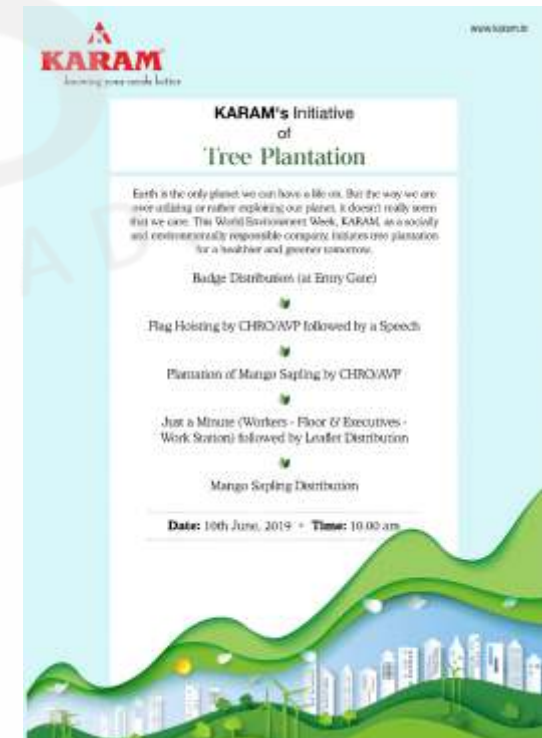 KARAM
knowing your needs better
www.karam.in
KARAM's Initiative
of
Tree Plantation
Earth is the only planet we can have a life on. But the way we are
over utilizing or rather exploiting our planet, it doesn't really seem
that we care. This World Environment Week, KARAM, as a socially
and environmentally responsible company, initiates tree plantation
for a healthier and greener tomorrow.
Badge Distribution (at Entry Gate)
Flag Hoisting by CHRO/AVP followed by a Speech
Plantation of Mango Sapling by CHRO/AVP
Just a Minute (Workers - Floor & Executives -
Work Station) followed by Leaflet Distribution
Mango Sapling Distribution
Date: 10th June, 2019 • Time: 10.00 am